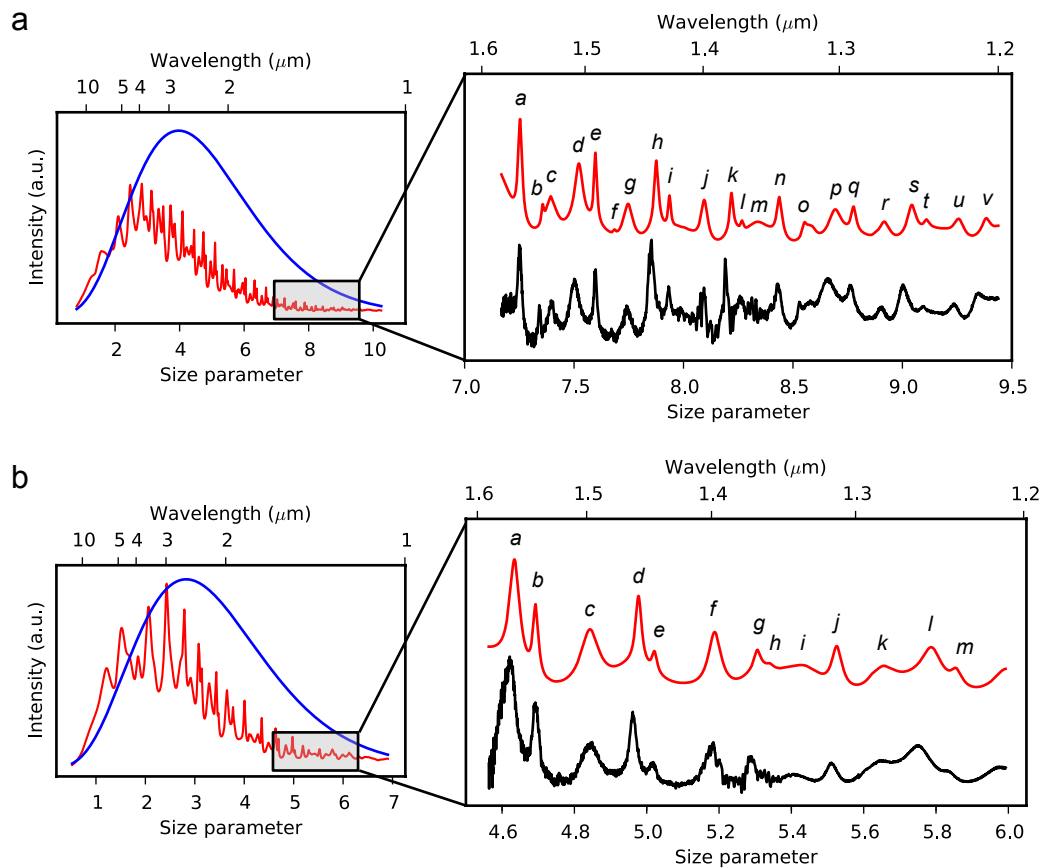 a
Wavelength (μm)
10 5 4 3 2 1
Intensity (a.u.)
2 4 6 8 10
Size parameter
Wavelength (μm)
1.6 1.5 1.4 1.3 1.2
a b c d e f g h i j k l m n o p q r s t u v
7.0 7.5 8.0 8.5 9.0 9.5
Size parameter
b
Wavelength (μm)
10 5 4 3 2 1
Intensity (a.u.)
1 2 3 4 5 6 7
Size parameter
Wavelength (μm)
1.6 1.5 1.4 1.3 1.2
a b c d e f g h i j k l m
4.6 4.8 5.0 5.2 5.4 5.6 5.8 6.0
Size parameter